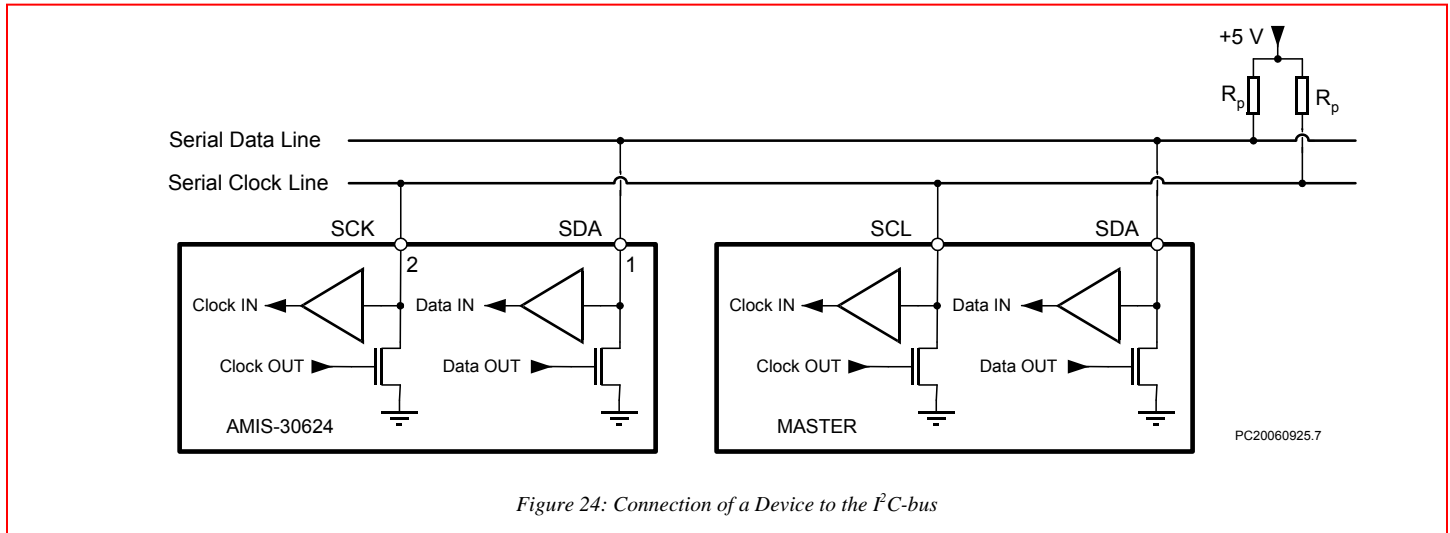 +5 V
Rp Rp
Serial Data Line
Serial Clock Line
SCK SDA SCL SDA
2 1
Clock IN Data IN Clock IN Data IN
Clock OUT Data OUT Clock OUT Data OUT
AMIS-30624 MASTER
PC20060925.7
Figure 24: Connection of a Device to the I²C-bus